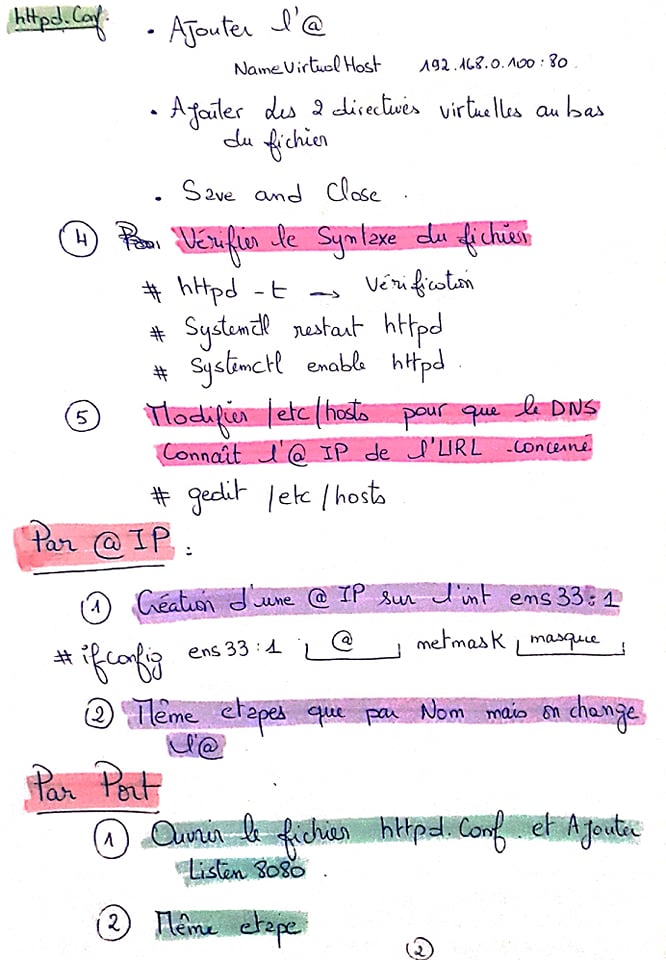 httpd.Conf.
• Ajouter l'@
NameVirtualHost 192.168.0.100:80
• Ajouter des 2 directives virtuelles au bas
du fichier
• Save and Close.
④ Vérifier le Syntaxe du fichier
# httpd -t → Vérification
# Systemctl restart httpd
# Systemctl enable httpd.
⑤ Modifier /etc/hosts pour que le DNS
Connaît l'@ IP de l'URL concerné
# gedit /etc/hosts
Par @ IP :
① Création d'une @ IP sur l'int ens33:1
# ifconfig ens33:1 @ netmask masque
② Même etapes que par Nom mais on change
l'@
Par Port
① Ouvrir le fichier httpd.Conf. et Ajouter
Listen 8080.
② Même etape
②